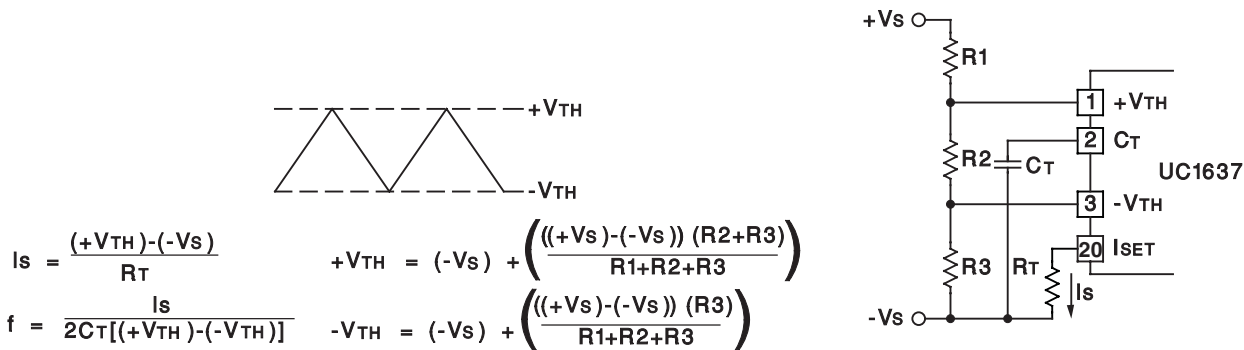 +VTH
-VTH
Is = (+VTH)-(-Vs) / RT
+VTH = (-Vs) + (((+Vs)-(-Vs)) (R2+R3) / R1+R2+R3)
f = Is / 2CT[(+VTH)-(-VTH)]
-VTH = (-Vs) + (((+Vs)-(-Vs)) (R3) / R1+R2+R3)
+Vs
R1
1 +VTH
2 CT
R2
CT
UC1637
3 -VTH
20 ISET
R3
RT
Is
-Vs